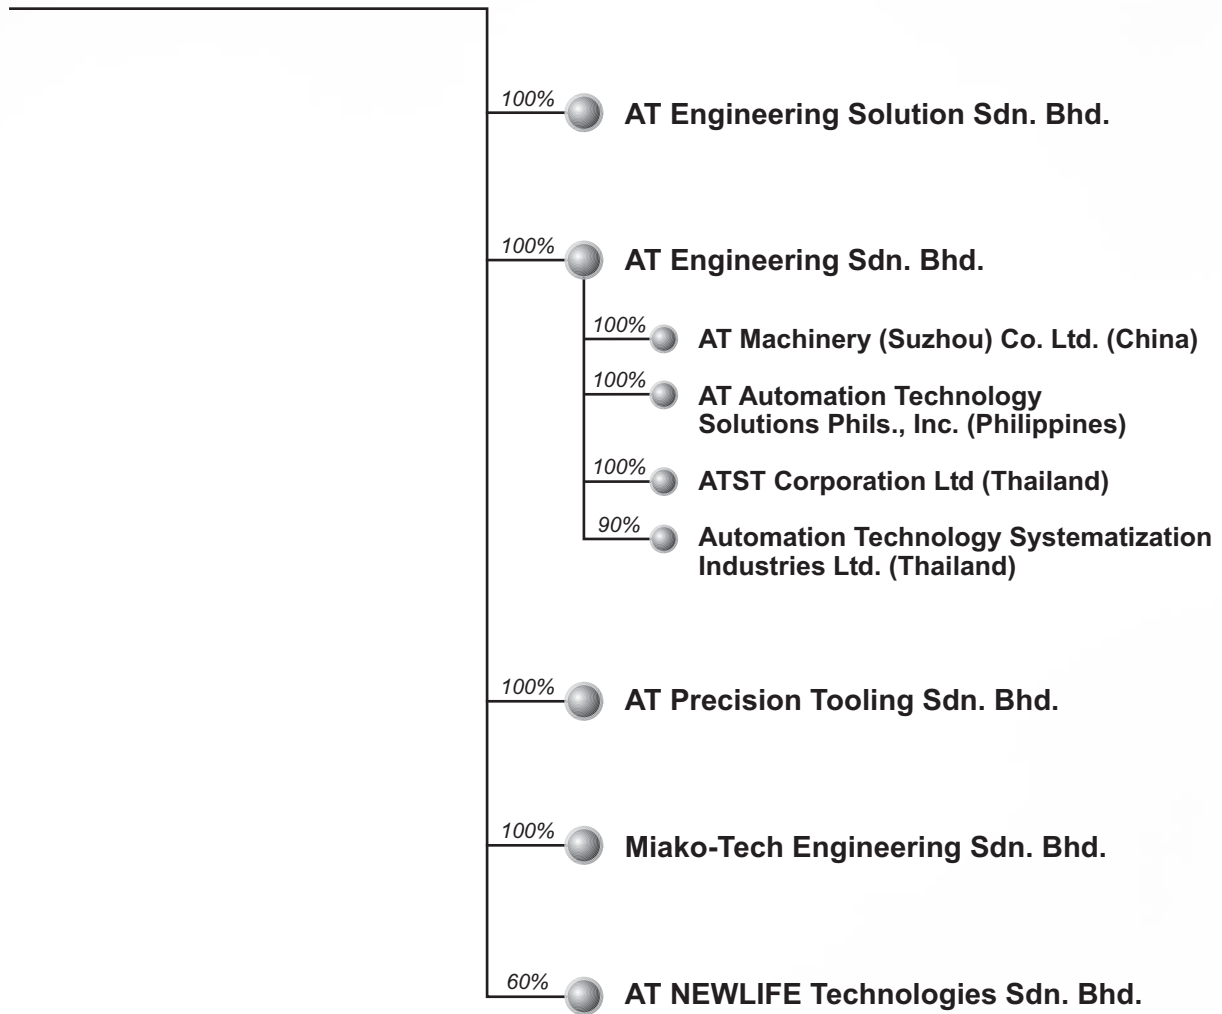 100%
AT Engineering Solution Sdn. Bhd.
100%
AT Engineering Sdn. Bhd.
100%
AT Machinery (Suzhou) Co. Ltd. (China)
100%
AT Automation Technology
Solutions Phils., Inc. (Philippines)
100%
ATST Corporation Ltd (Thailand)
90%
Automation Technology Systematization
Industries Ltd. (Thailand)
100%
AT Precision Tooling Sdn. Bhd.
100%
Miako-Tech Engineering Sdn. Bhd.
60%
AT NEWLIFE Technologies Sdn. Bhd.